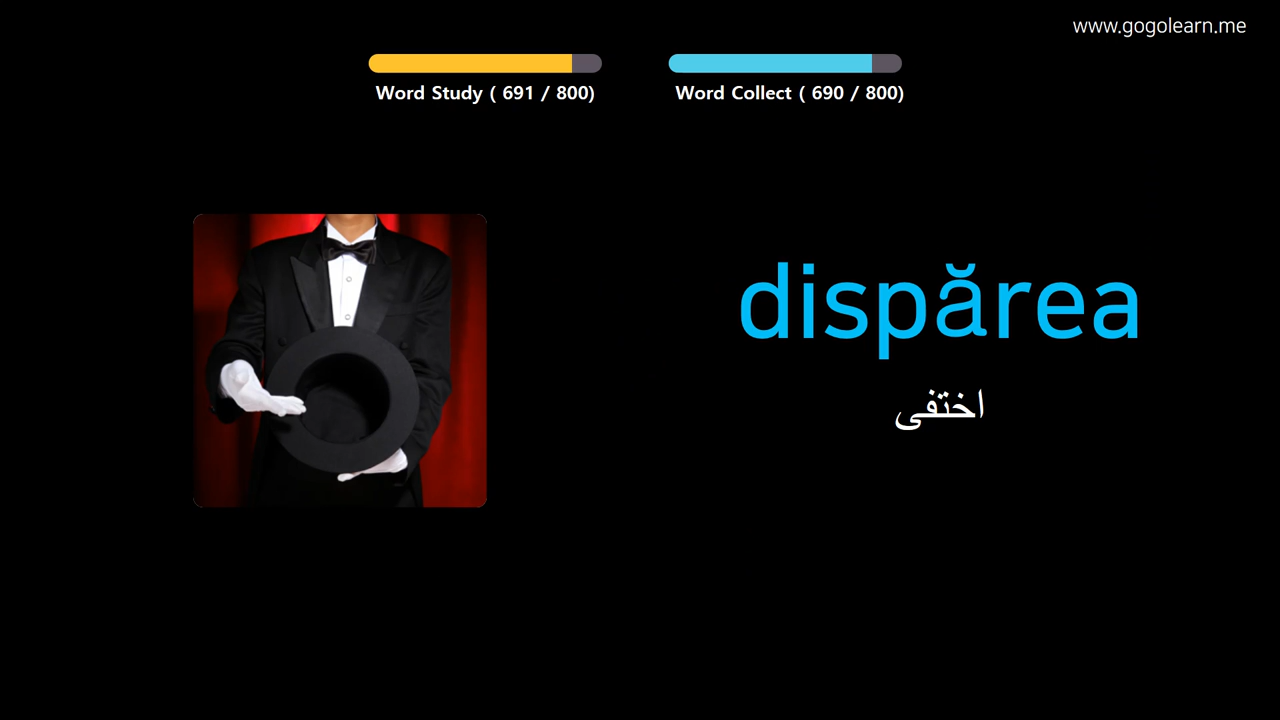 www.gogolearn.me
Word Study ( 691 / 800)
Word Collect ( 690 / 800)
dispărea
اختفى